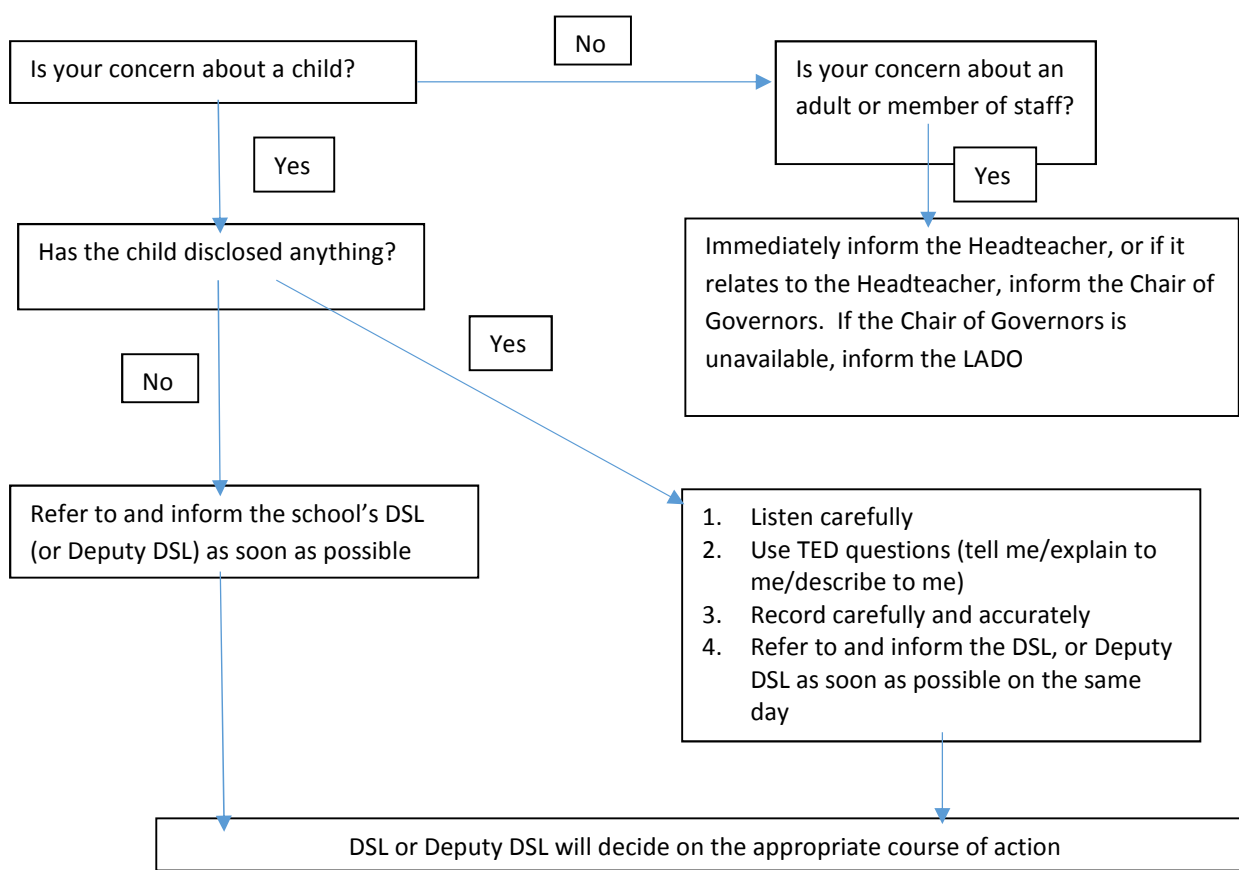 No
Is your concern about a child?
Is your concern about an
adult or member of staff?
Yes
Yes
Has the child disclosed anything?
Immediately inform the Headteacher, or if it
relates to the Headteacher, inform the Chair of
Governors.  If the Chair of Governors is
unavailable, inform the LADO
Yes
No
Refer to and inform the school’s DSL
(or Deputy DSL) as soon as possible
1. Listen carefully
2. Use TED questions (tell me/explain to
me/describe to me)
3. Record carefully and accurately
4. Refer to and inform the DSL, or Deputy
DSL as soon as possible on the same
day
DSL or Deputy DSL will decide on the appropriate course of action